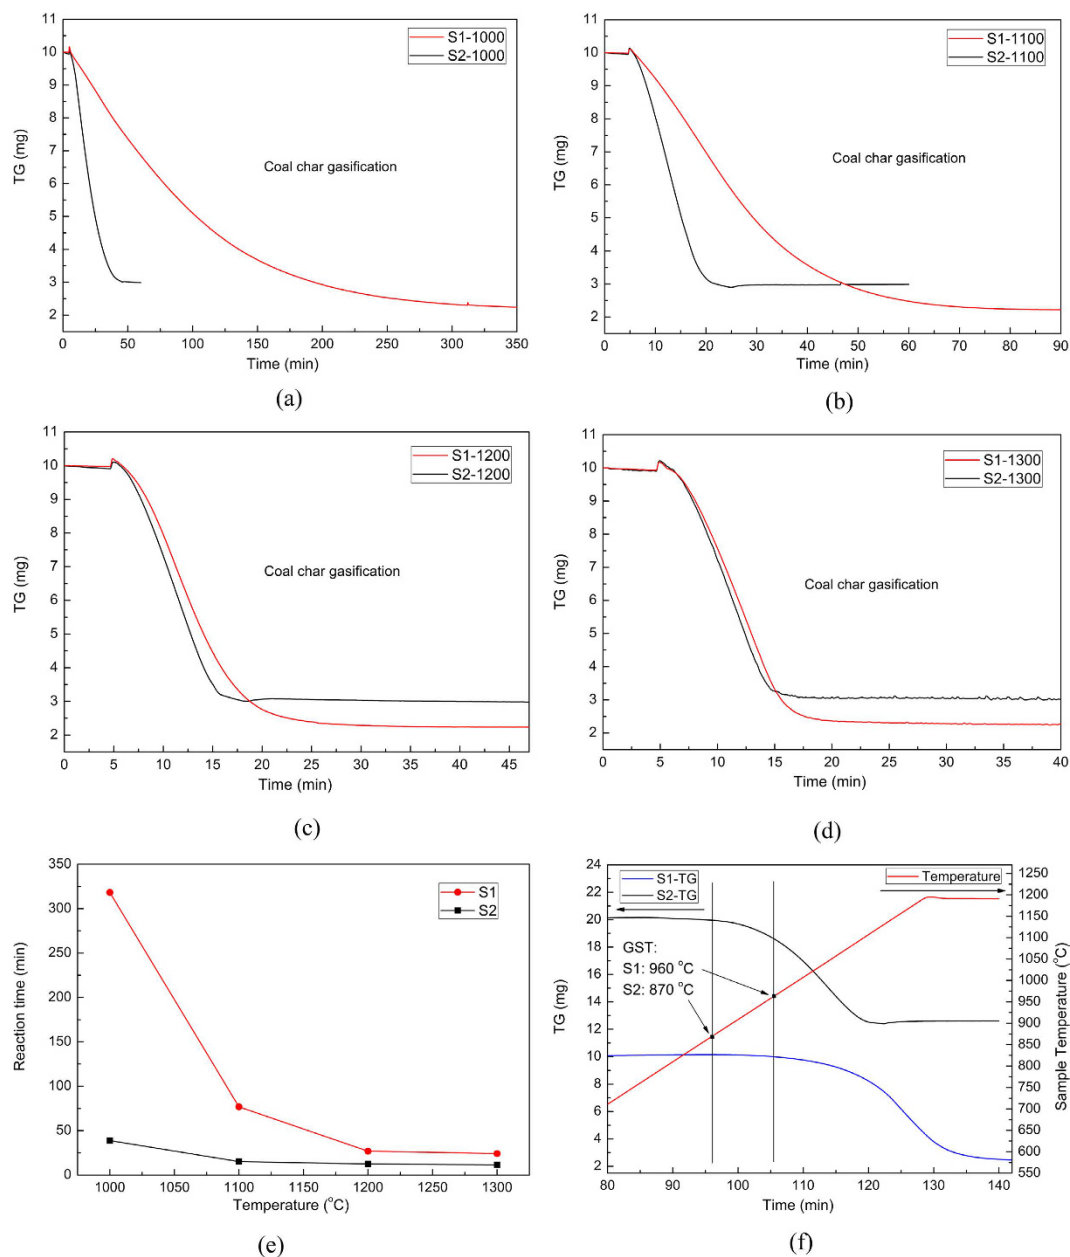 11
10
9
8
7
6
5
4
3
2
TG (mg)
S1-1000
S2-1000
Coal char gasification
0 50 100 150 200 250 300 350
Time (min)
(a)
11
10
9
8
7
6
5
4
3
2
TG (mg)
S1-1100
S2-1100
Coal char gasification
0 10 20 30 40 50 60 70 80 90
Time (min)
(b)
11
10
9
8
7
6
5
4
3
2
TG (mg)
S1-1200
S2-1200
Coal char gasification
0 5 10 15 20 25 30 35 40 45
Time (min)
(c)
11
10
9
8
7
6
5
4
3
2
TG (mg)
S1-1300
S2-1300
Coal char gasification
0 5 10 15 20 25 30 35 40
Time (min)
(d)
350
300
250
200
150
100
50
0
Reaction time (min)
S1
S2
1000 1050 1100 1150 1200 1250 1300
Temperature (°C)
(e)
24
22
20
18
16
14
12
10
8
6
4
2
TG (mg)
S1-TG
S2-TG
Temperature
GST:
S1: 960 °C
S2: 870 °C
1250
1200
1150
1100
1050
1000
950
900
850
800
750
700
650
600
550
Sample Temperature (°C)
80 90 100 110 120 130 140
Time (min)
(f)